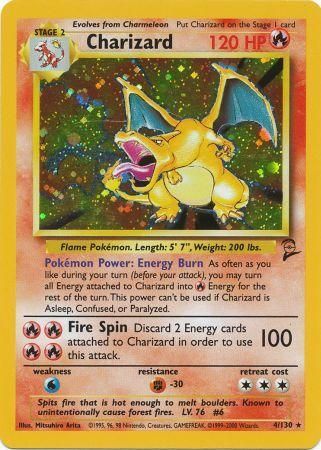 Evolves from Charmeleon Put Charizard on the Stage 1 card
STAGE 2
Charizard 120 HP
Flame Pokémon. Length: 5' 7", Weight: 200 lbs.
Pokémon Power: Energy Burn As often as you
like during your turn (before your attack), you may turn
all Energy attached to Charizard into Energy for the
rest of the turn. This power can't be used if Charizard is
Asleep, Confused, or Paralyzed.
Fire Spin Discard 2 Energy cards
attached to Charizard in order to use
this attack.
100
weakness resistance retreat cost
-30
Spits fire that is hot enough to melt boulders. Known to
unintentionally cause forest fires. LV. 76 #6
Illus. Mitsuhiro Arita ©1995, 96, 98 Nintendo, Creatures, GAMEFREAK. ©1999-2000 Wizards. 4/130 ★